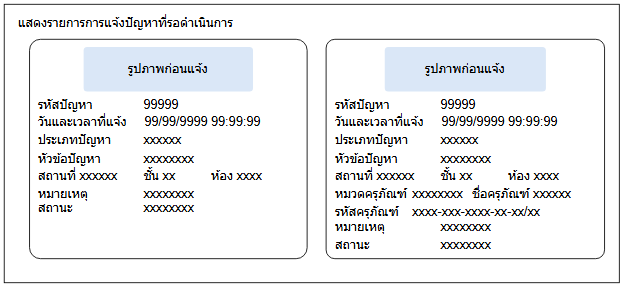 แสดงรายการการแจ้งปัญหาที่รอดำเนินการ
รูปภาพก่อนแจ้ง
รหัสปัญหา 99999
วันและเวลาที่แจ้ง 99/99/9999 99:99:99
ประเภทปัญหา xxxxxx
หัวข้อปัญหา xxxxxxxx
สถานที่ xxxxxx ชั้น xx ห้อง xxxx
หมายเหตุ xxxxxxxx
สถานะ xxxxxxxx
รูปภาพก่อนแจ้ง
รหัสปัญหา 99999
วันและเวลาที่แจ้ง 99/99/9999 99:99:99
ประเภทปัญหา xxxxxx
หัวข้อปัญหา xxxxxxxx
สถานที่ xxxxxx ชั้น xx ห้อง xxxx
หมวดครุภัณฑ์ xxxxxxxx ชื่อครุภัณฑ์ xxxxxx
รหัสครุภัณฑ์ xxxx-xxx-xxxx-xx-xx/xx
หมายเหตุ xxxxxxxx
สถานะ xxxxxxxx